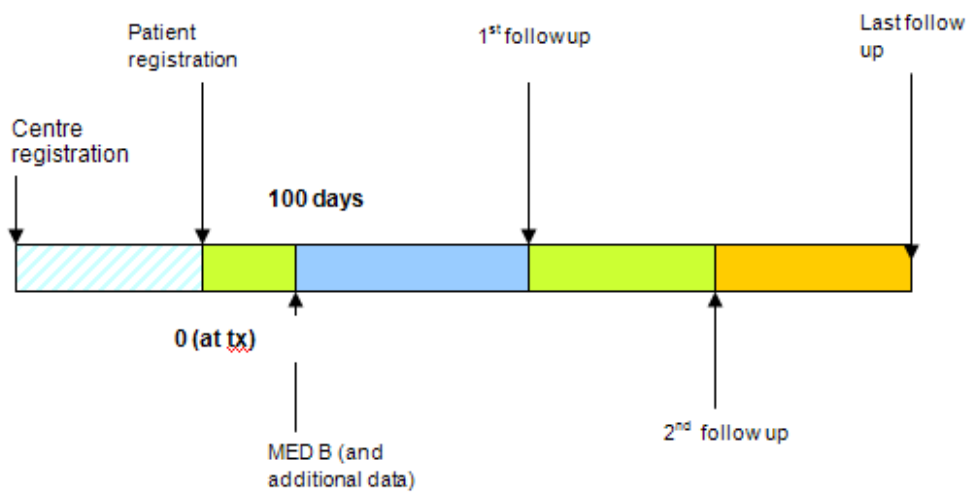 Patient
registration
1st follow up
Last follow
up
Centre
registration
100 days
0 (at tx)
2nd follow up
MED B (and
additional data)